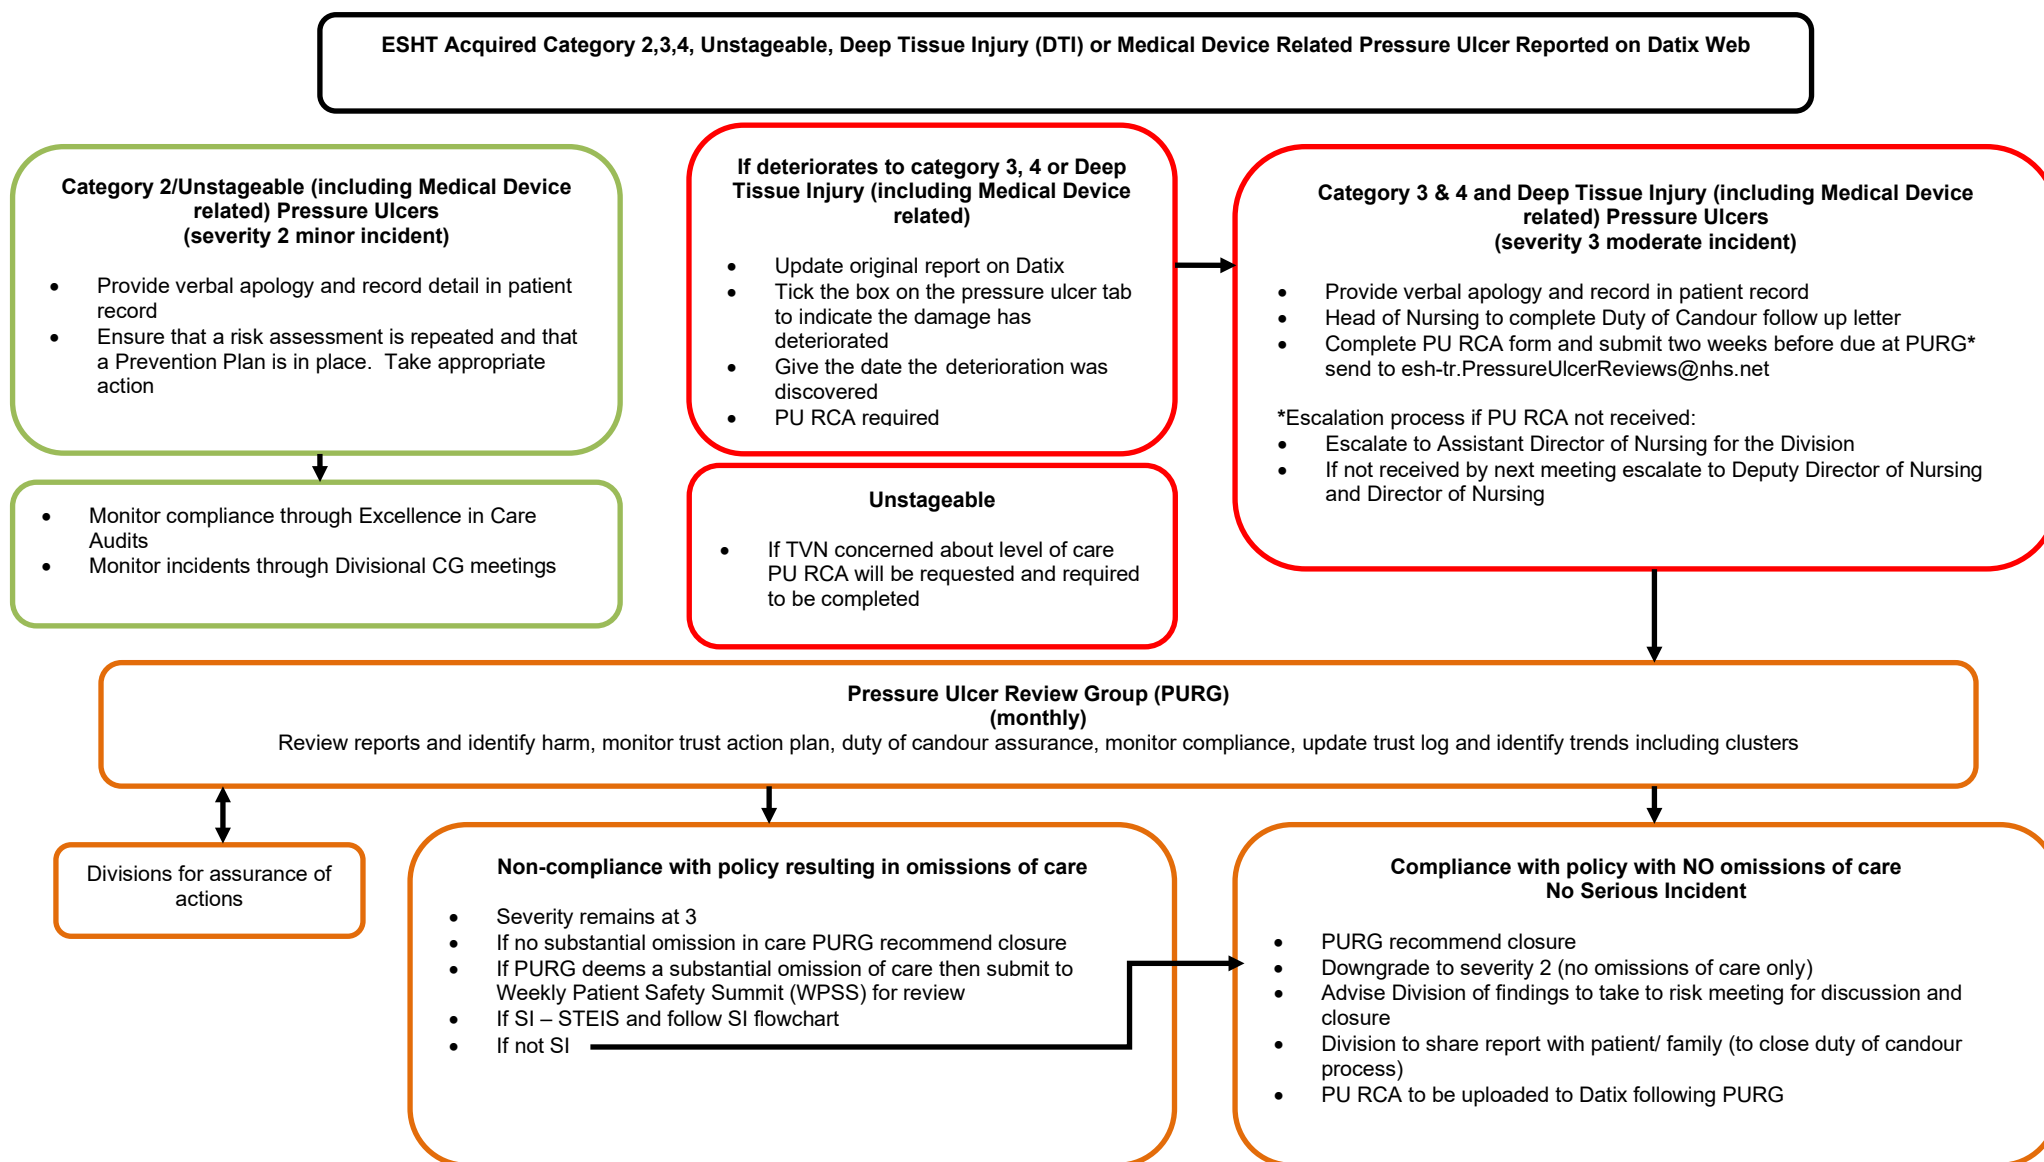 ESHT Acquired Category 2,3,4, Unstageable, Deep Tissue Injury (DTI) or Medical Device Related Pressure Ulcer Reported on Datix Web
Category 2/Unstageable (including Medical Device
related) Pressure Ulcers
(severity 2 minor incident)
• Provide verbal apology and record detail in patient
record
• Ensure that a risk assessment is repeated and that
a Prevention Plan is in place. Take appropriate
action
• Monitor compliance through Excellence in Care
Audits
• Monitor incidents through Divisional CG meetings
If deteriorates to category 3, 4 or Deep
Tissue Injury (including Medical Device
related)
• Update original report on Datix
• Tick the box on the pressure ulcer tab
to indicate the damage has
deteriorated
• Give the date the deterioration was
discovered
• PU RCA required
Unstageable
• If TVN concerned about level of care
PU RCA will be requested and required
to be completed
Category 3 & 4 and Deep Tissue Injury (including Medical Device
related) Pressure Ulcers
(severity 3 moderate incident)
• Provide verbal apology and record in patient record
• Head of Nursing to complete Duty of Candour follow up letter
• Complete PU RCA form and submit two weeks before due at PURG*
send to esh-tr.PressureUlcerReviews@nhs.net
*Escalation process if PU RCA not received:
• Escalate to Assistant Director of Nursing for the Division
• If not received by next meeting escalate to Deputy Director of Nursing
and Director of Nursing
Pressure Ulcer Review Group (PURG)
(monthly)
Review reports and identify harm, monitor trust action plan, duty of candour assurance, monitor compliance, update trust log and identify trends including clusters
Divisions for assurance of
actions
Non-compliance with policy resulting in omissions of care
• Severity remains at 3
• If no substantial omission in care PURG recommend closure
• If PURG deems a substantial omission of care then submit to
Weekly Patient Safety Summit (WPSS) for review
• If SI – STEIS and follow SI flowchart
• If not SI
Compliance with policy with NO omissions of care
No Serious Incident
• PURG recommend closure
• Downgrade to severity 2 (no omissions of care only)
• Advise Division of findings to take to risk meeting for discussion and
closure
• Division to share report with patient/ family (to close duty of candour
process)
• PU RCA to be uploaded to Datix following PURG